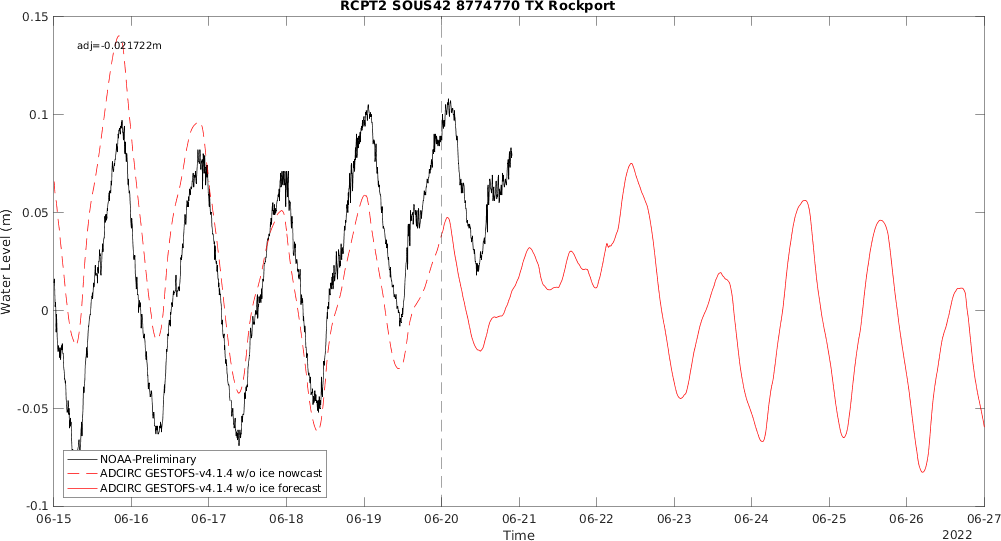 RCPT2 SOUS42 8774770 TX Rockport
adj=-0.021722m
Water Level (m)
0.15
0.1
0.05
0
-0.05
-0.1
NOAA-Preliminary
ADCIRC GESTOFS-v4.1.4 w/o ice nowcast
ADCIRC GESTOFS-v4.1.4 w/o ice forecast
06-15 06-16 06-17 06-18 06-19 06-20 06-21 06-22 06-23 06-24 06-25 06-26 06-27
Time
2022